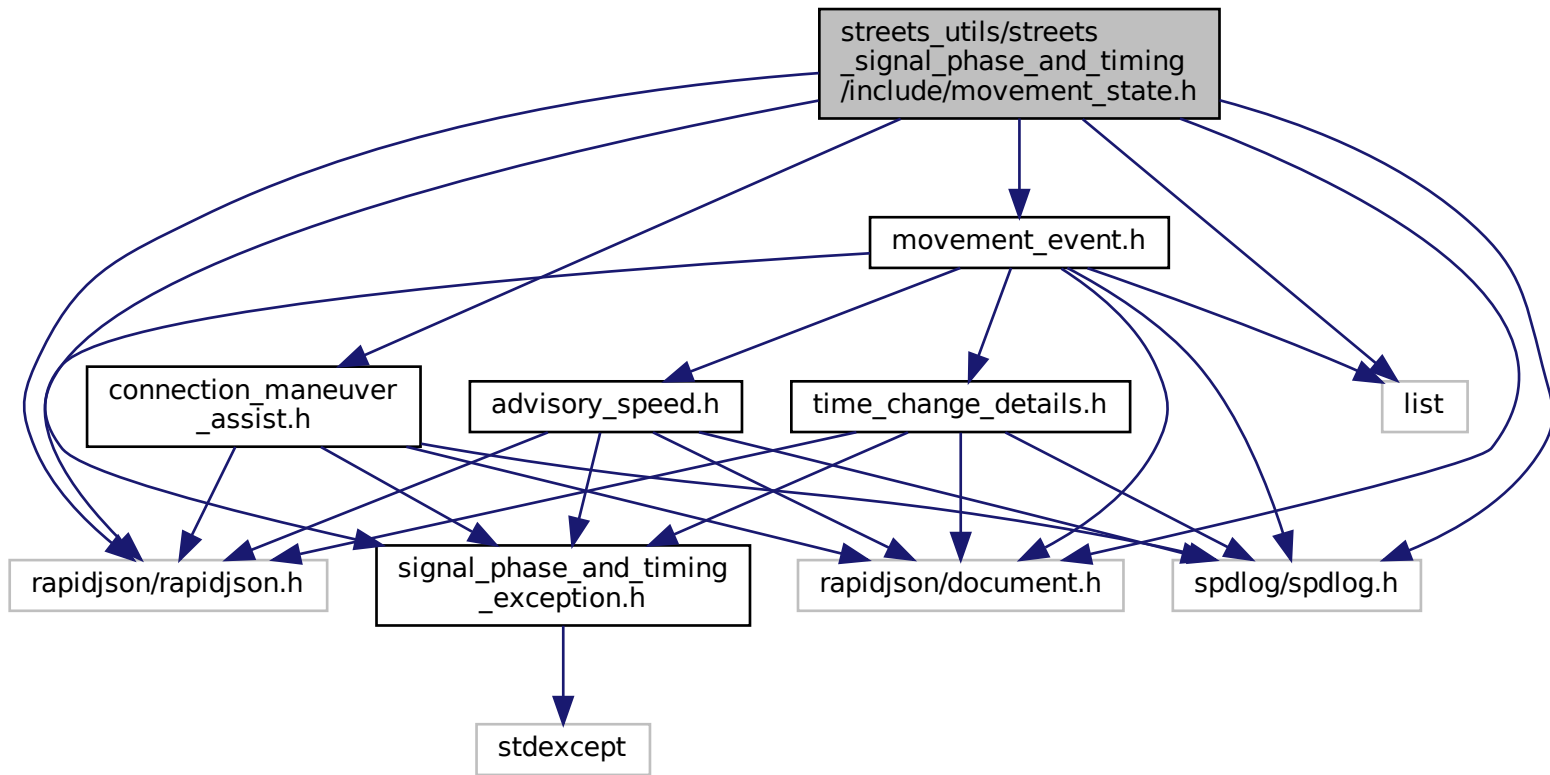 streets_utils/streets
_signal_phase_and_timing
/include/movement_state.h
movement_event.h
connection_maneuver
_assist.h
advisory_speed.h
time_change_details.h
list
rapidjson/rapidjson.h
signal_phase_and_timing
_exception.h
rapidjson/document.h
spdlog/spdlog.h
stdexcept